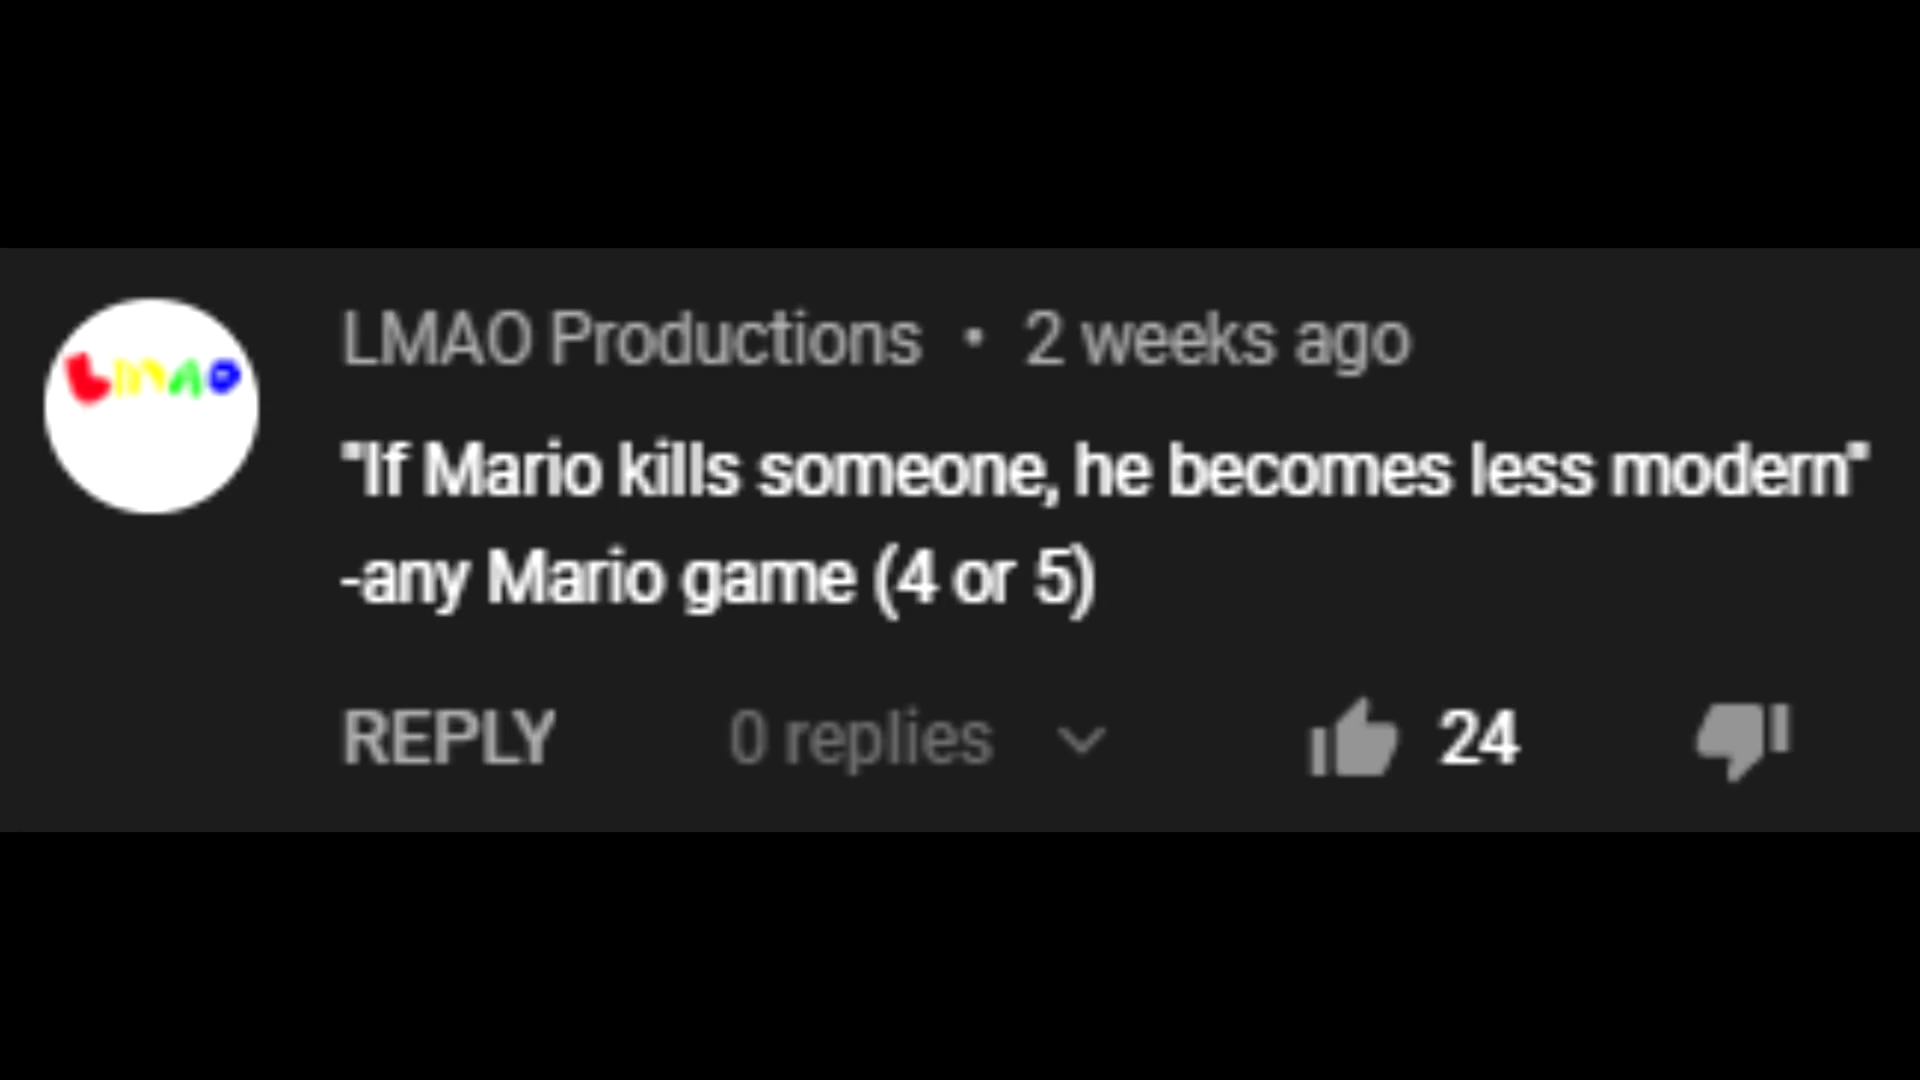 LMAO
LMAO Productions • 2 weeks ago
"If Mario kills someone, he becomes less modern"
-any Mario game (4 or 5)
REPLY 0 replies 24